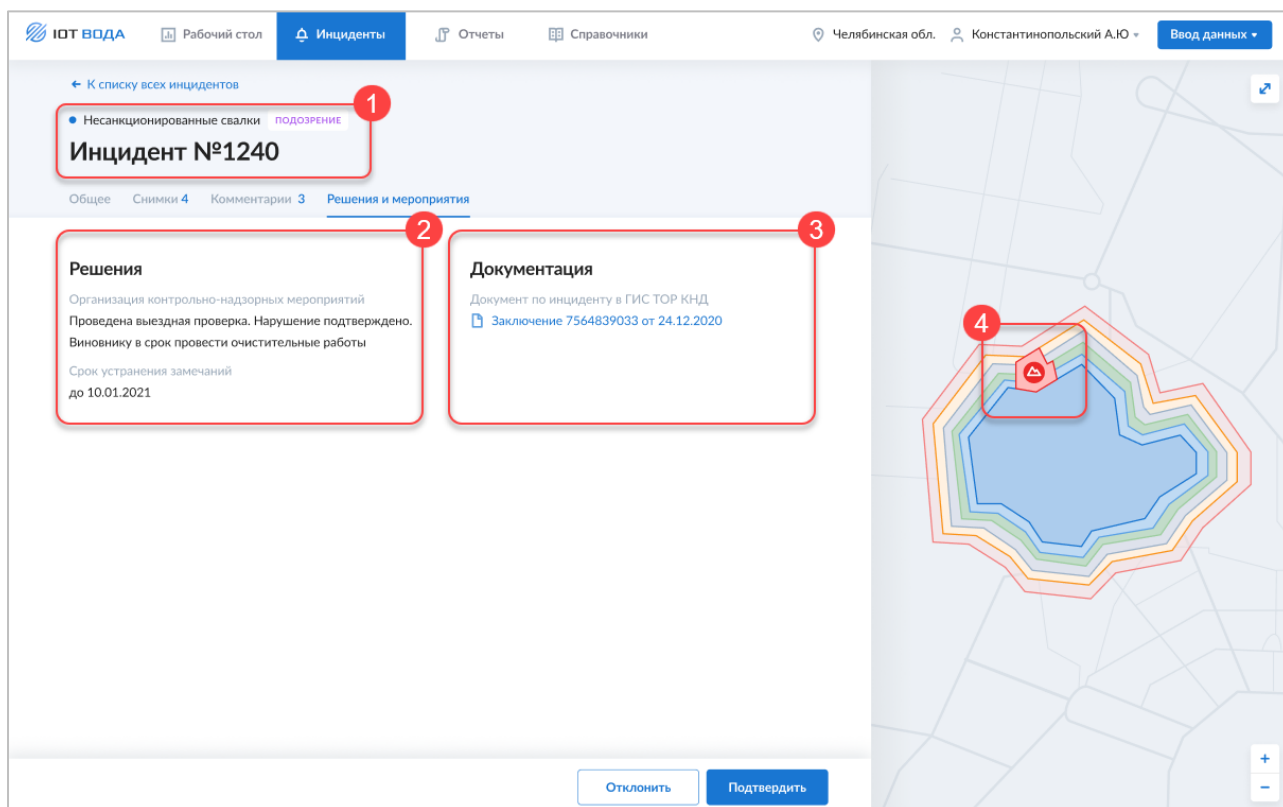 IOT ВОДА
Рабочий стол
Инциденты
Отчеты
Справочники
Челябинская обл.
Константинопольский А.Ю
Ввод данных
К списку всех инцидентов
1
Несанкционированные свалки ПОДОЗРЕНИЕ
Инцидент №1240
Общее Снимки 4 Комментарии 3 Решения и мероприятия
2
Решения
Организация контрольно-надзорных мероприятий
Проведена выездная проверка. Нарушение подтверждено.
Виновнику в срок провести очистительные работы
Срок устранения замечаний
до 10.01.2021
3
Документация
Документ по инциденту в ГИС ТОР КНД
Заключение 7564839033 от 24.12.2020
4
Отклонить
Подтвердить
+
−